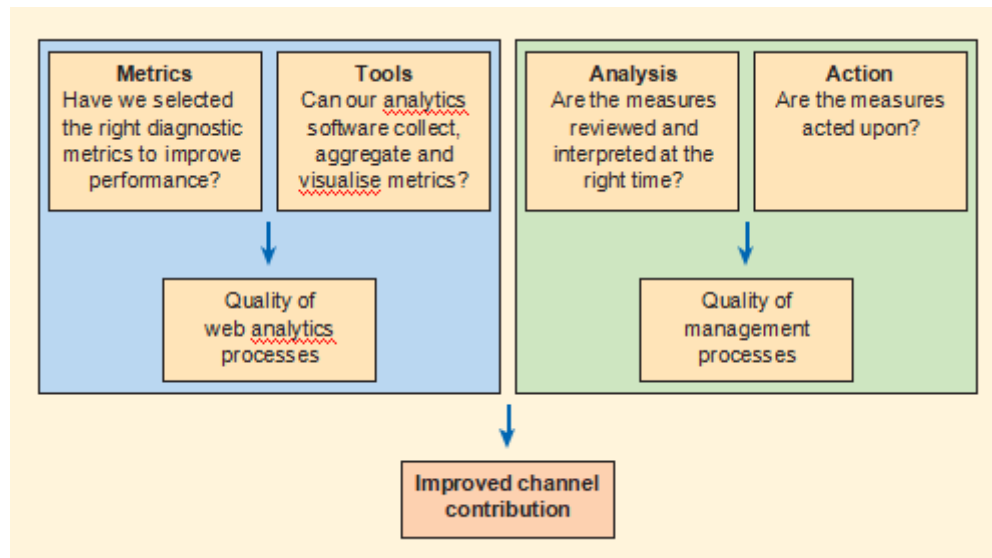 Metrics
Have we selected
the right diagnostic
metrics to improve
performance?
Tools
Can our analytics
software collect,
aggregate and
visualise metrics?
Analysis
Are the measures
reviewed and
interpreted at the
right time?
Action
Are the measures
acted upon?
Quality of
web analytics
processes
Quality of
management
processes
Improved channel
contribution